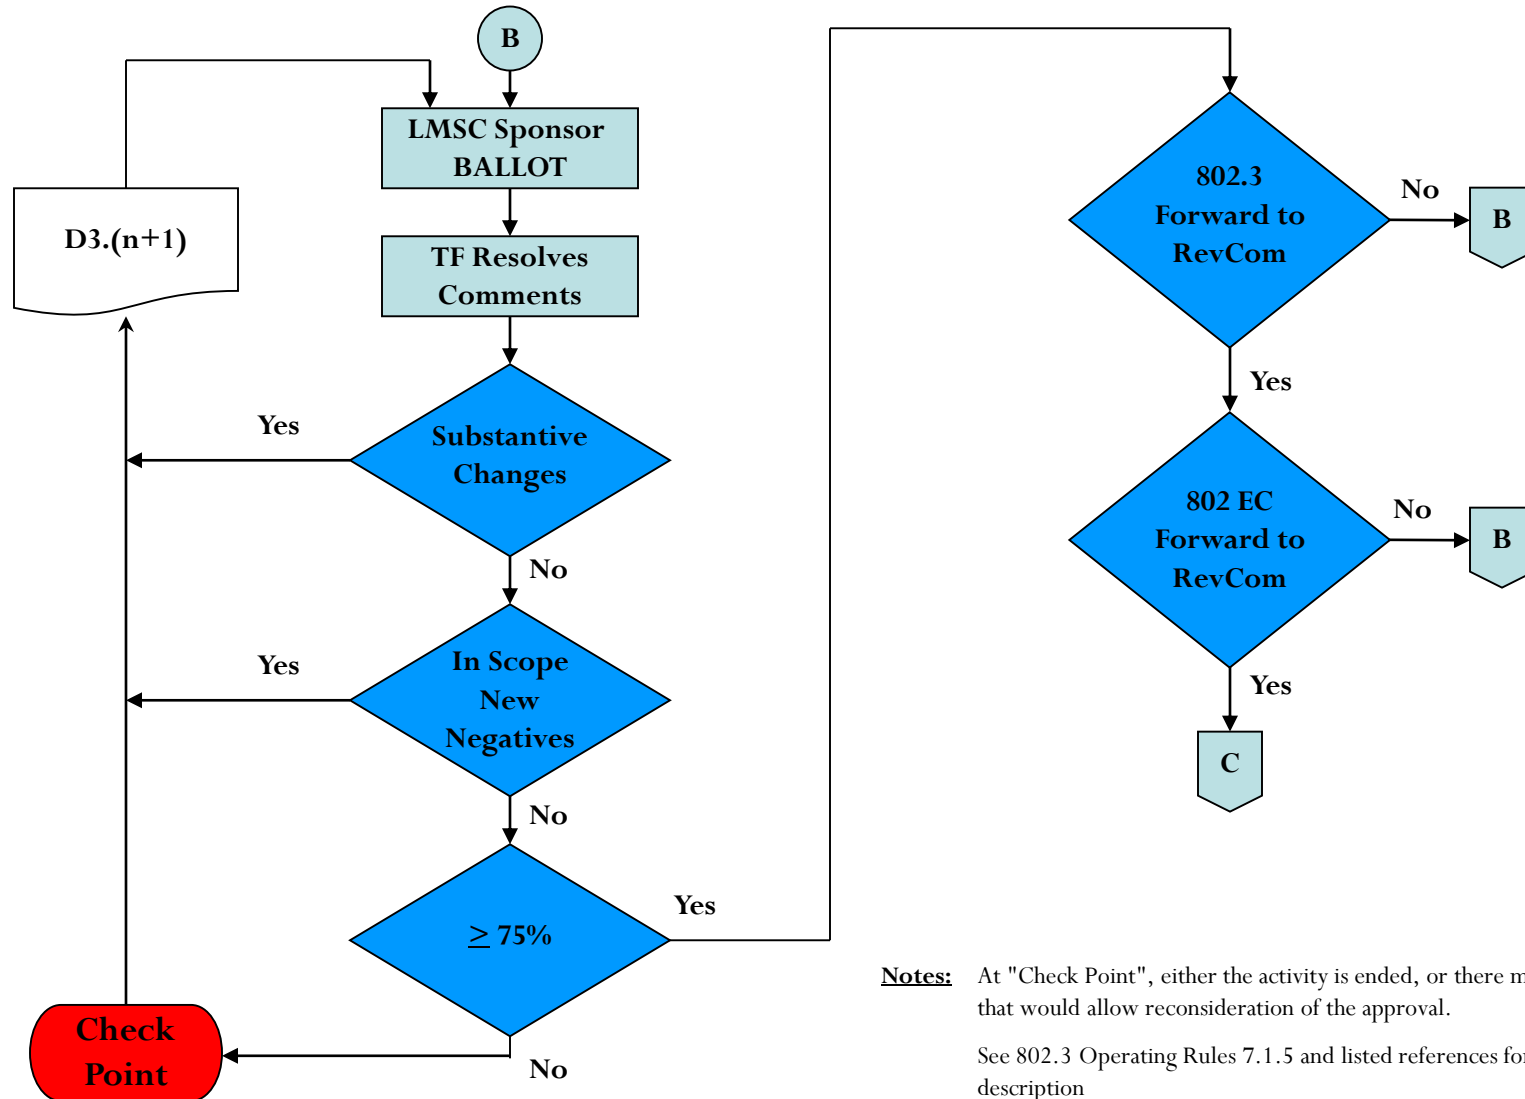 B
LMSC Sponsor
BALLOT
D3.(n+1)
TF Resolves
Comments
Yes
Substantive
Changes
No
Yes
In Scope
New
Negatives
No
≥ 75%
Yes
No
Check
Point
802.3
Forward to
RevCom
No
B
Yes
802 EC
Forward to
RevCom
No
B
Yes
C
Notes: At "Check Point", either the activity is ended, or there
that would allow reconsideration of the approval.
See 802.3 Operating Rules 7.1.5 and listed references for
description